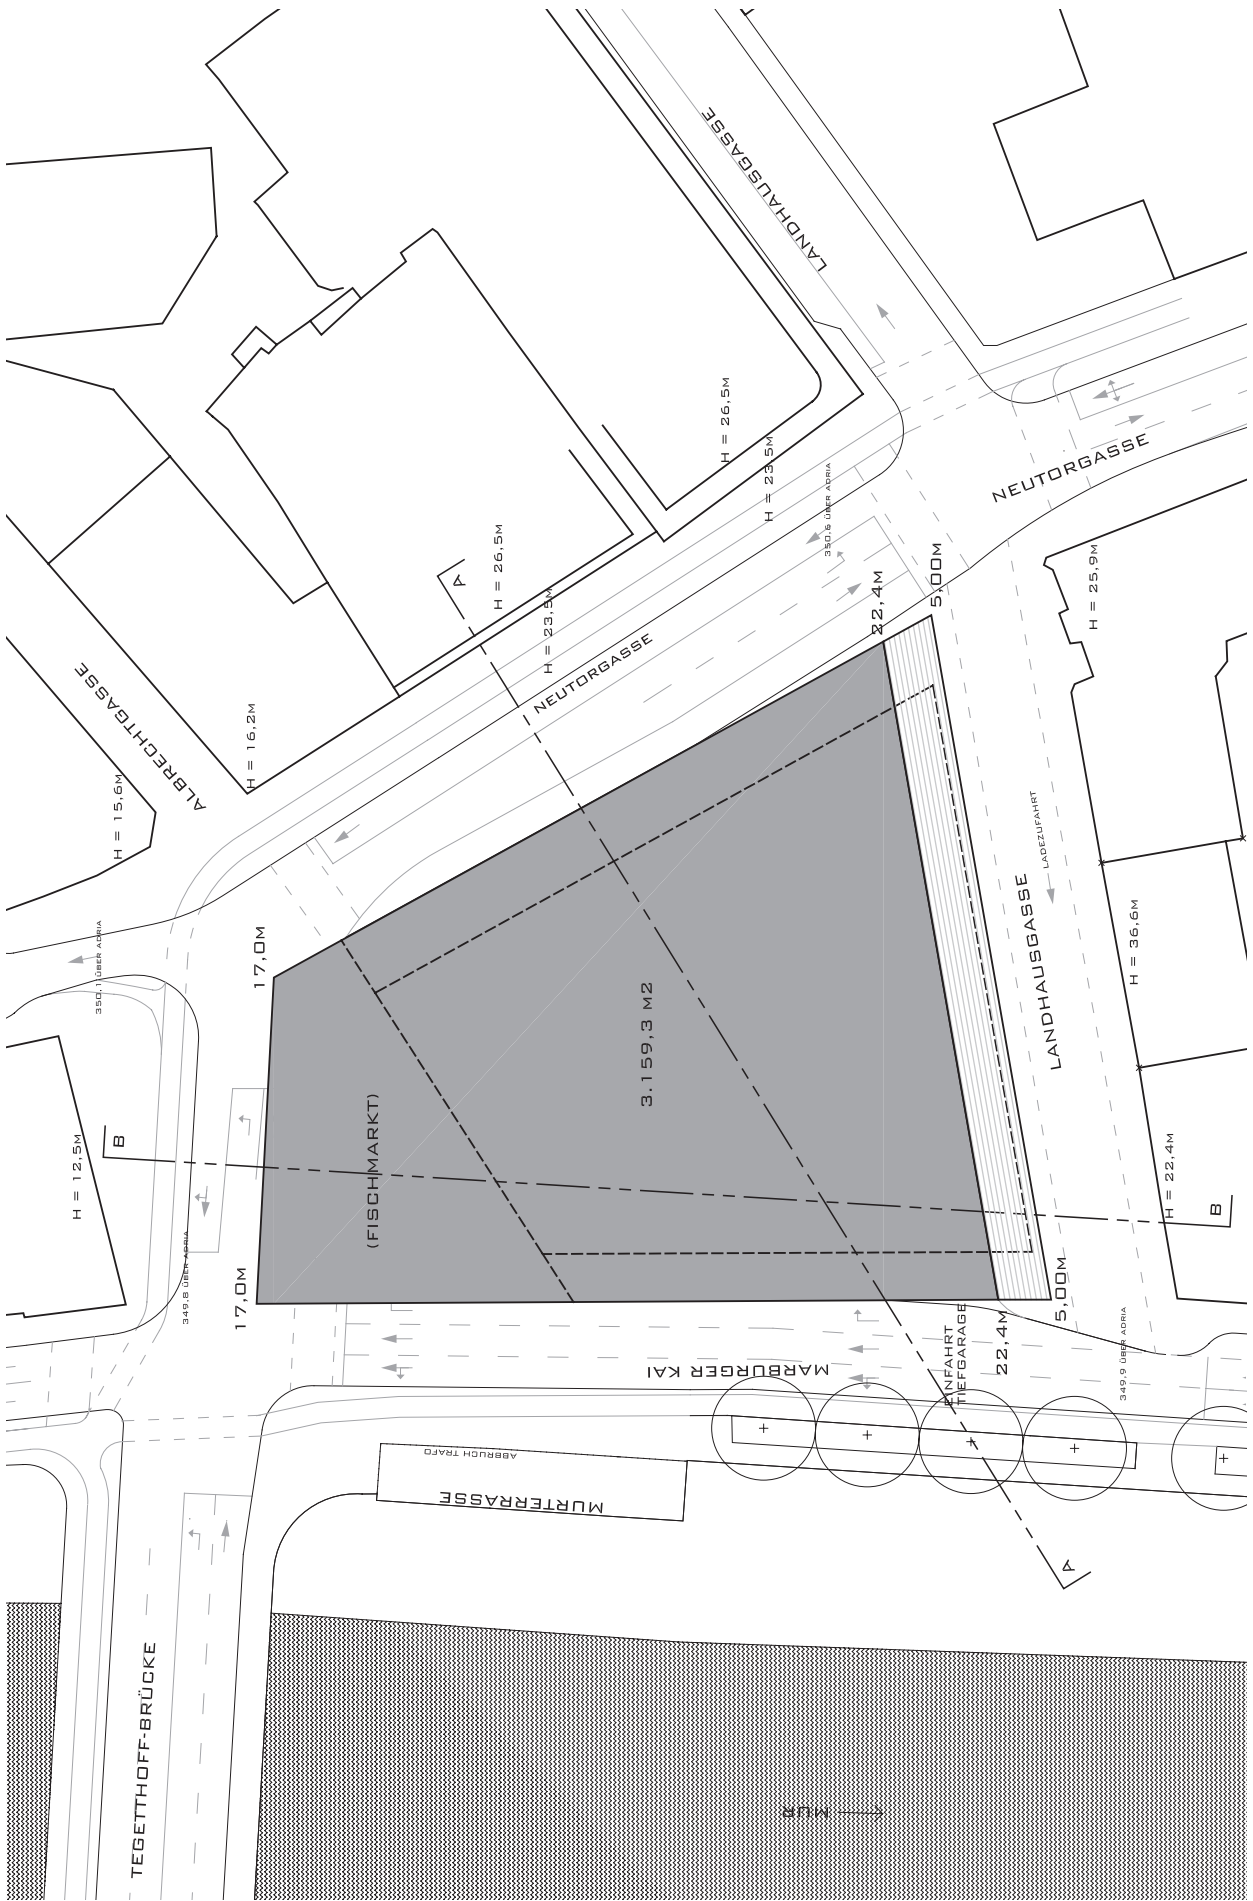 LANDHAUSGASSE
H = 26,5M
H = 23,5M
350,6 ÜBER ADRIA
NEUTORGASSE
H = 26,5M
H = 23,5M
A
NEUTORGASSE
22,4M
5,00M
H = 25,9M
ALBRECHTGASSE
H = 16,2M
H = 15,6M
350,1 ÜBER ADRIA
17,0M
LADEZUFAHRT
LANDHAUSGASSE
H = 36,6M
3.159,3 M2
(FISCHMARKT)
H = 12,5M
B
H = 22,4M
B
349,8 ÜBER ADRIA
17,0M
5,00M
22,4M
EINFAHRT
TIEFGARAGE
349,9 ÜBER ADRIA
MARBURGER KAI
ABBRUCH TRAFO
MURTERRASSE
A
TEGETTHOFF-BRÜCKE
MUR